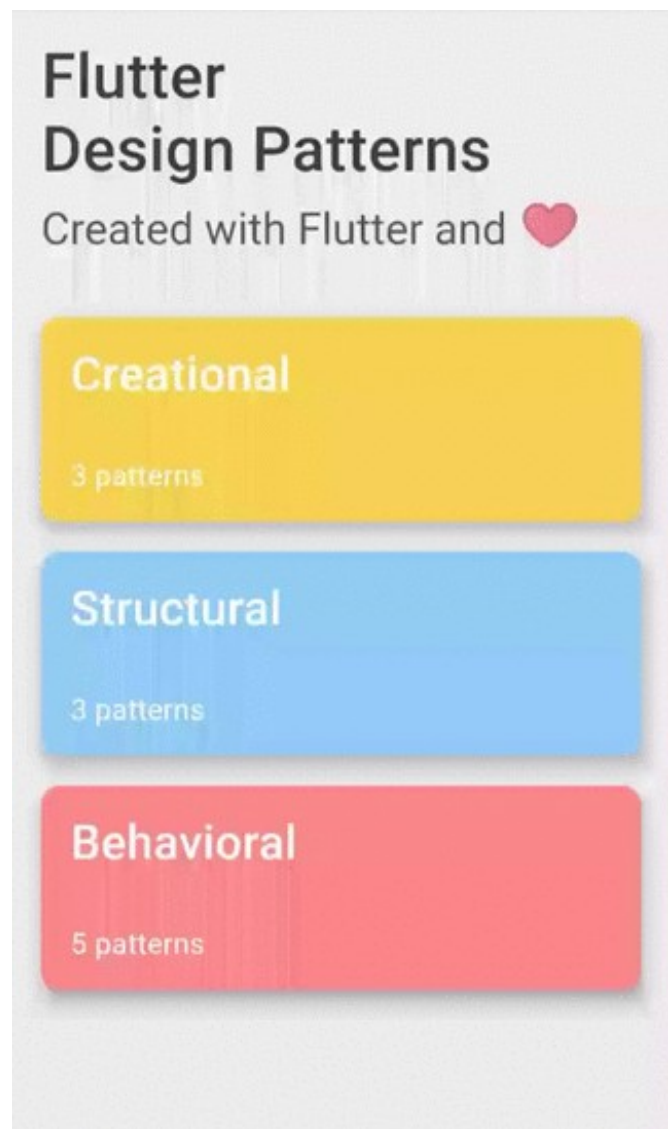 Flutter
Design Patterns
Created with Flutter and ❤️
Creational
3 patterns
Structural
3 patterns
Behavioral
5 patterns